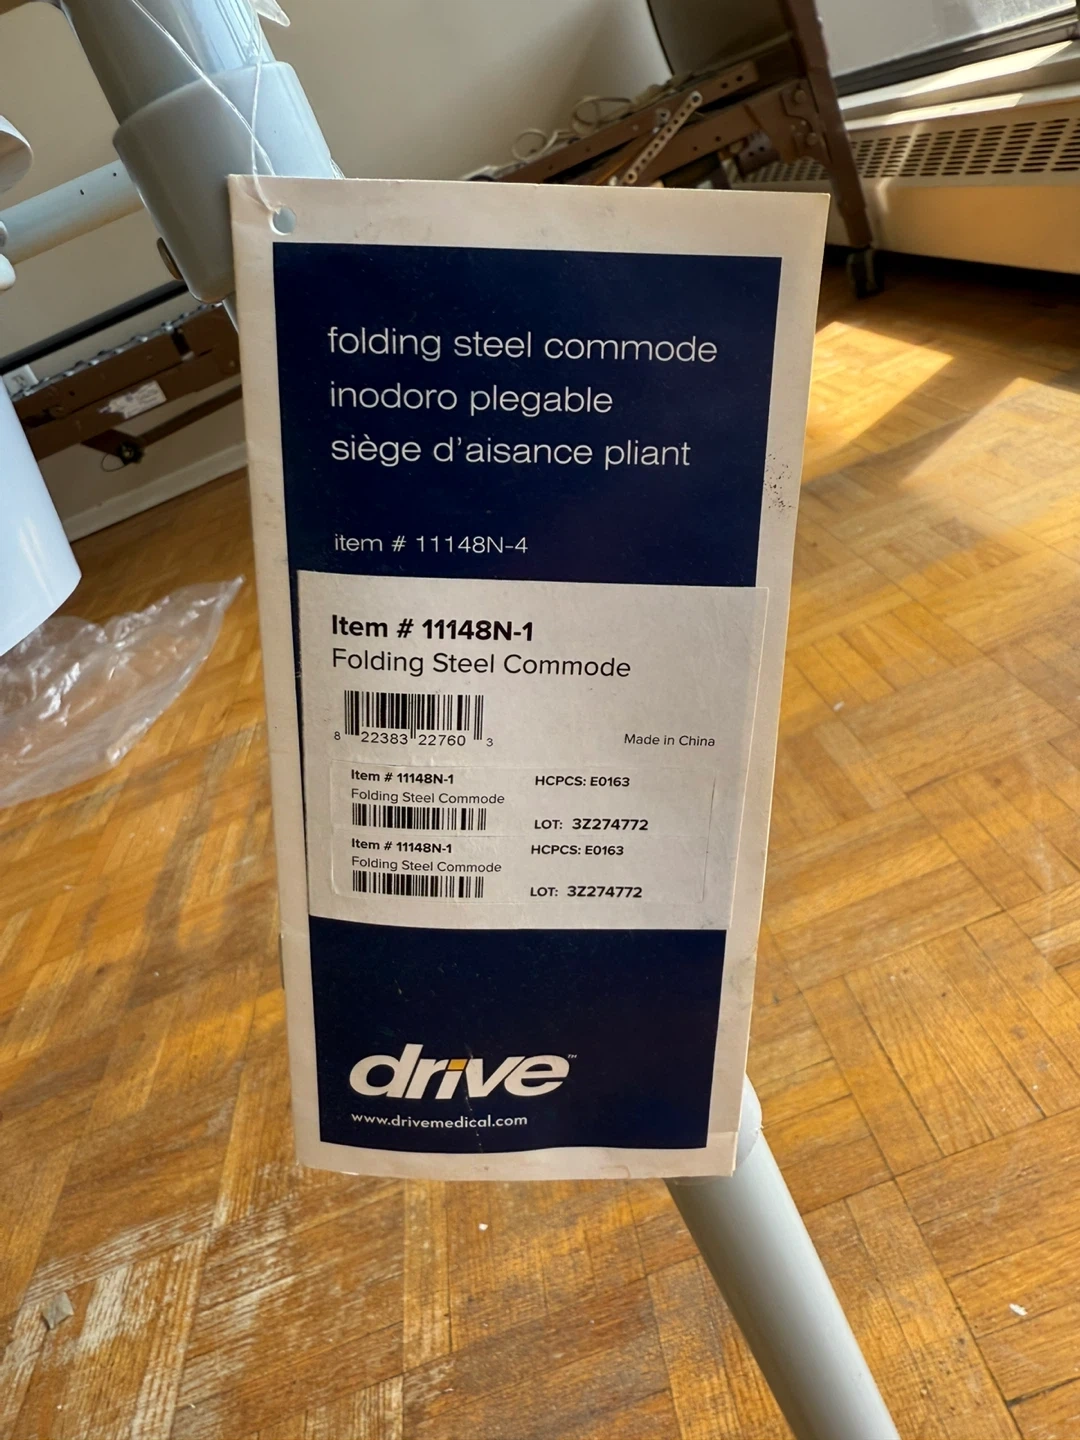 folding steel commode
inodoro plegable
siège d'aisance pliant
item # 11148N-4
Item # 11148N-1
Folding Steel Commode
8 22383 22760 3
Made in China
Item # 11148N-1
HCPCS: E0163
Folding Steel Commode
LOT: 3Z274772
Item # 11148N-1
HCPCS: E0163
Folding Steel Commode
LOT: 3Z274772
drive™
www.drivemedical.com